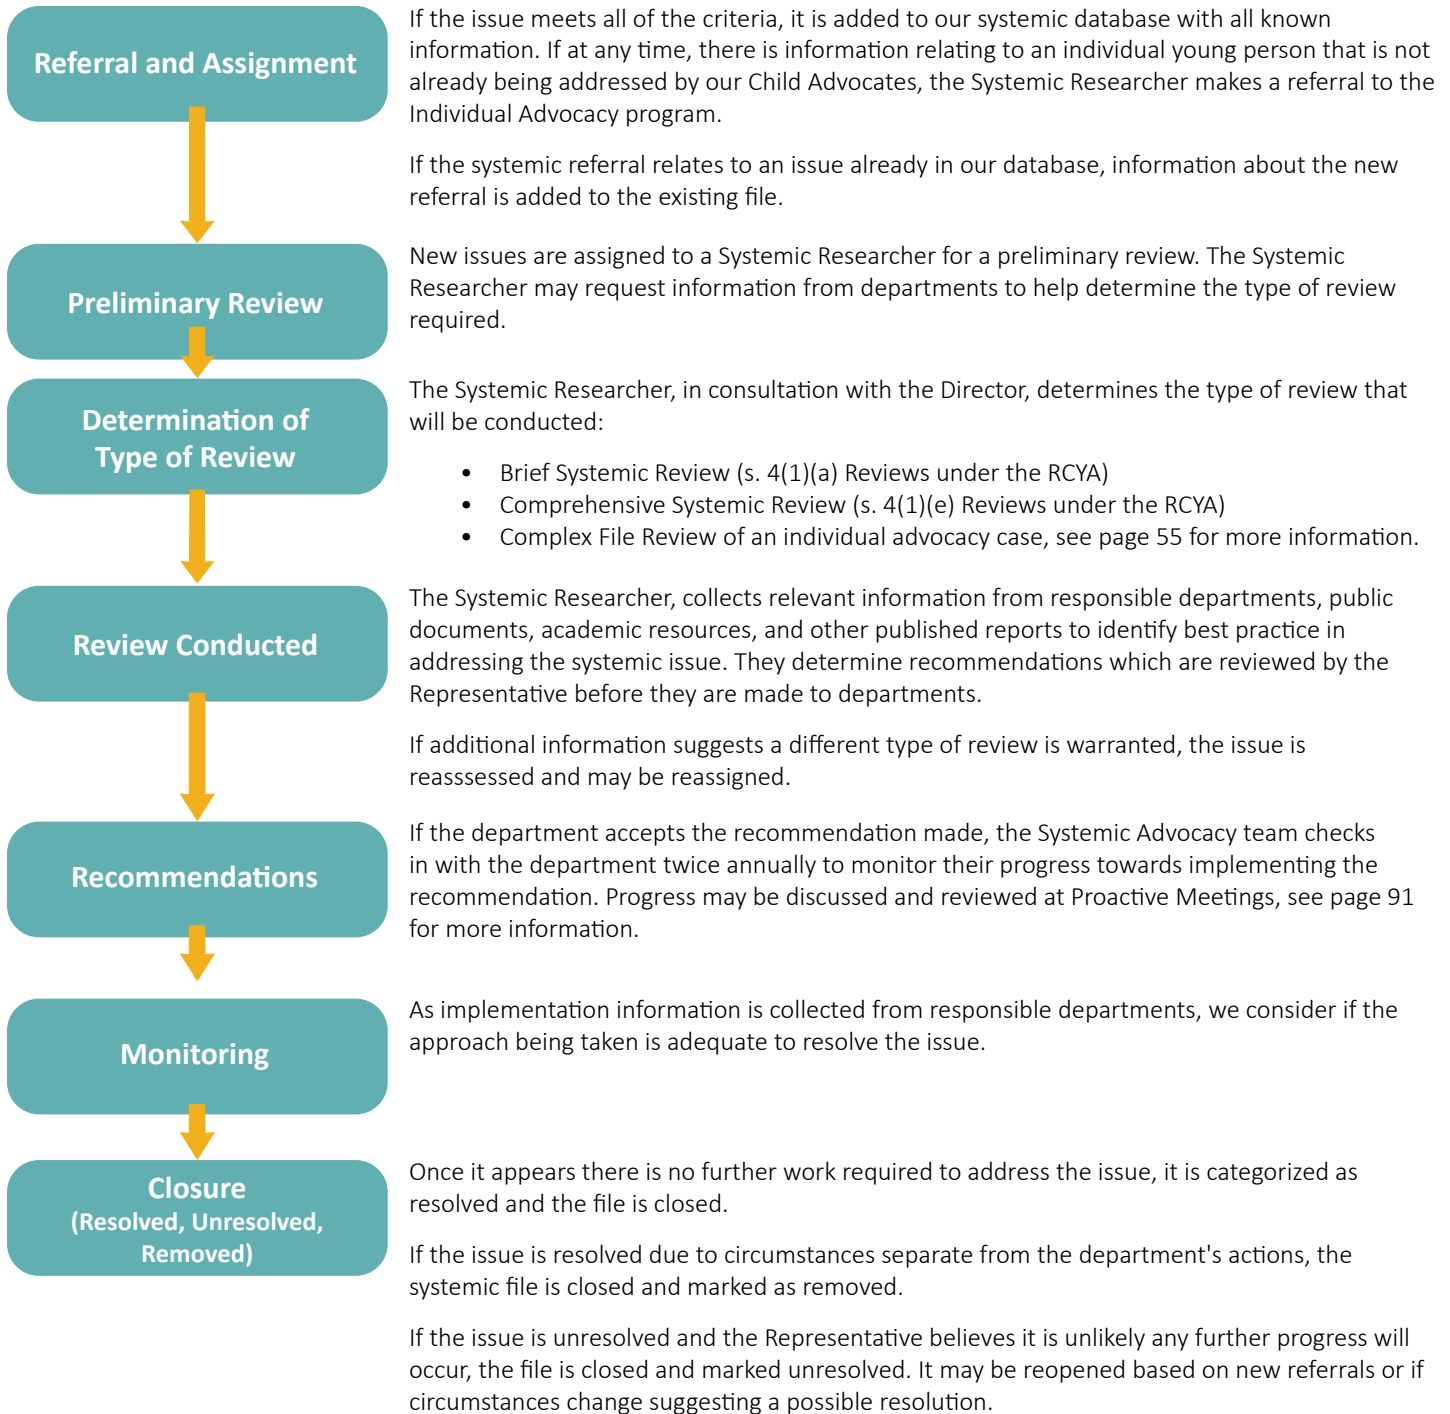 Referral and Assignment
If the issue meets all of the criteria, it is added to our systemic database with all known
information. If at any time, there is information relating to an individual young person that is not
already being addressed by our Child Advocates, the Systemic Researcher makes a referral to the
Individual Advocacy program.
If the systemic referral relates to an issue already in our database, information about the new
referral is added to the existing file.
Preliminary Review
New issues are assigned to a Systemic Researcher for a preliminary review. The Systemic
Researcher may request information from departments to help determine the type of review
required.
Determination of
Type of Review
The Systemic Researcher, in consultation with the Director, determines the type of review that
will be conducted:
• Brief Systemic Review (s. 4(1)(a) Reviews under the RCYA)
• Comprehensive Systemic Review (s. 4(1)(e) Reviews under the RCYA)
• Complex File Review of an individual advocacy case, see page 55 for more information.
Review Conducted
The Systemic Researcher, collects relevant information from responsible departments, public
documents, academic resources, and other published reports to identify best practice in
addressing the systemic issue. They determine recommendations which are reviewed by the
Representative before they are made to departments.
If additional information suggests a different type of review is warranted, the issue is
reasssessed and may be reassigned.
Recommendations
If the department accepts the recommendation made, the Systemic Advocacy team checks
in with the department twice annually to monitor their progress towards implementing the
recommendation. Progress may be discussed and reviewed at Proactive Meetings, see page 91
for more information.
Monitoring
As implementation information is collected from responsible departments, we consider if the
approach being taken is adequate to resolve the issue.
Closure
(Resolved, Unresolved,
Removed)
Once it appears there is no further work required to address the issue, it is categorized as
resolved and the file is closed.
If the issue is resolved due to circumstances separate from the department's actions, the
systemic file is closed and marked as removed.
If the issue is unresolved and the Representative believes it is unlikely any further progress will
occur, the file is closed and marked unresolved. It may be reopened based on new referrals or if
circumstances change suggesting a possible resolution.